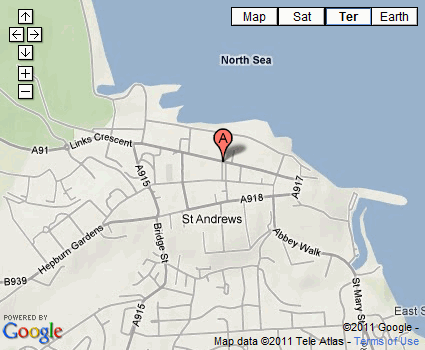 Map
Sat
Ter
Earth
North Sea
A91
Links Crescent
A
A915
A917
A918
St Andrews
Hepburn Gardens
Bridge St
Abbey Walk
B939
St Mary St
A915
East S
POWERED BY
Google
©2011 Google -
Map data ©2011 Tele Atlas - Terms of Use